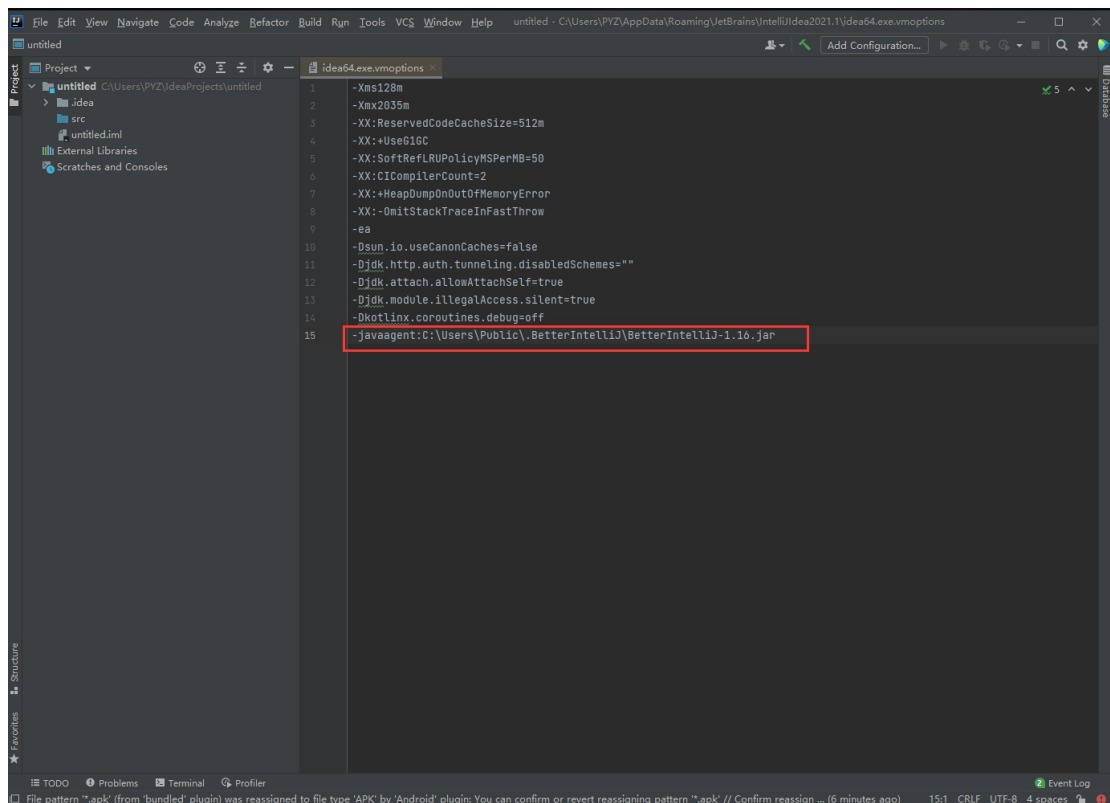 File Edit View Navigate Code Analyze Refactor Build Run Tools VCS Window Help untitled - C:\Users\PYZ\AppData\Roaming\JetBrains\IntelliJIdea2021.1\idea64.exe.vmoptions
untitled
Add Configuration...
Project
Project
idea64.exe.vmoptions
untitled C:\Users\PYZ\IdeaProjects\untitled
.idea
src
untitled.iml
External Libraries
Scratches and Consoles
5
Database
1 -Xms128m
2 -Xmx2035m
3 -XX:ReservedCodeCacheSize=512m
4 -XX:+UseG1GC
5 -XX:SoftRefLRUPolicyMSPerMB=50
6 -XX:CICompilerCount=2
7 -XX:+HeapDumpOnOutOfMemoryError
8 -XX:-OmitStackTraceInFastThrow
9 -ea
10 -Dsun.io.useCanonCaches=false
11 -Djdk.http.auth.tunneling.disabledSchemes=""
12 -Djdk.attach.allowAttachSelf=true
13 -Djdk.module.illegalAccess.silent=true
14 -Dkotlinx.coroutines.debug=off
15 -javaagent:C:\Users\Public\.BetterIntelliJ\BetterIntelliJ-1.16.jar
Structure
Favorites
TODO Problems Terminal Profiler
2 Event Log
File pattern '*.apk' (from 'bundled' plugin) was reassigned to file type 'APK' by 'Android' plugin: You can confirm or revert reassigning pattern '*.apk' // Confirm reassign ... (6 minutes ago) 15:1 CRLF UTF-8 4 spaces